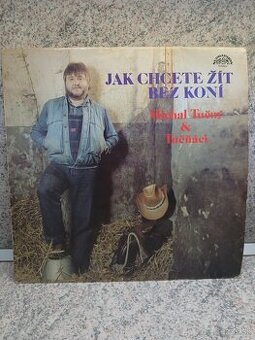 JAK CHCETE ŽÍT
BEZ KONÍ
Michal Tučný
&
Tučňáci